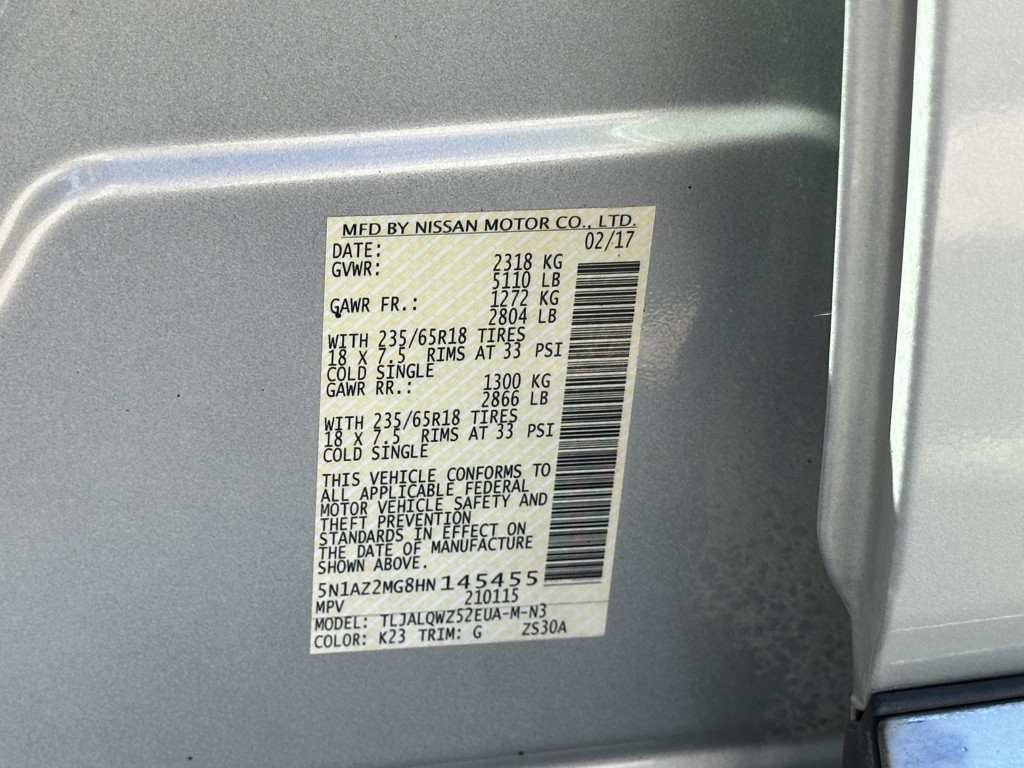 MFD BY NISSAN MOTOR CO., LTD.
DATE: 02/17
GVWR: 2318 KG
5110 LB
GAWR FR.: 1272 KG
2804 LB
WITH 235/65R18 TIRES
18 X 7.5 RIMS AT 33 PSI
COLD SINGLE
GAWR RR.: 1300 KG
2866 LB
WITH 235/65R18 TIRES
18 X 7.5 RIMS AT 33 PSI
COLD SINGLE
THIS VEHICLE CONFORMS TO
ALL APPLICABLE FEDERAL
MOTOR VEHICLE SAFETY AND
THEFT PREVENTION
STANDARDS IN EFFECT ON
THE DATE OF MANUFACTURE
SHOWN ABOVE.
5N1AZ2MG8HN145455
MPV 210115
MODEL: TLJALQWZ52EUA-M-N3
COLOR: K23 TRIM: G ZS30A